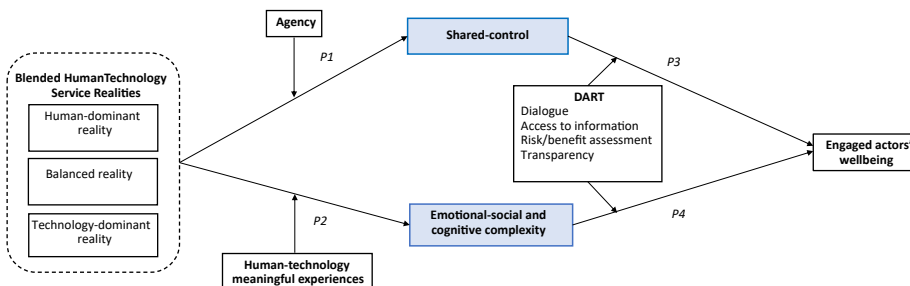 Agency
P1
Shared-control
P3
Blended HumanTechnology
Service Realities
Human-dominant
reality
Balanced reality
Technology-dominant
reality
DART
Dialogue
Access to information
Risk/benefit assessment
Transparency
Engaged actors'
wellbeing
P2
Emotional-social and
cognitive complexity
P4
Human-technology
meaningful experiences